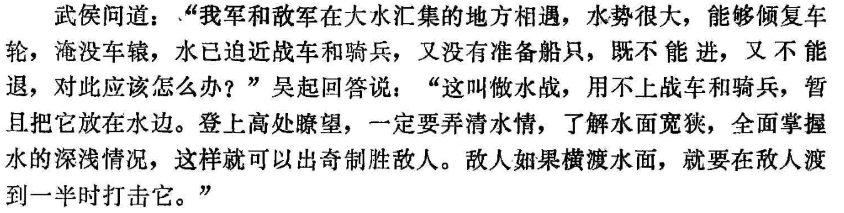 武侯问道：“我军和敌军在大水汇集的地方相遇，水势很大，能够倾复车
轮，淹没车辕，水已迫近战车和骑兵，又没有准备船只，既不能进，又不能
退，对此应该怎么办？”吴起回答说：“这叫做水战，用不上战车和骑兵，暂
且把它放在水边。登上高处瞭望，一定要弄清水情，了解水面宽狭，全面掌握
水的深浅情况，这样就可以出奇制胜敌人。敌人如果横渡水面，就要在敌人渡
到一半时打击它。”